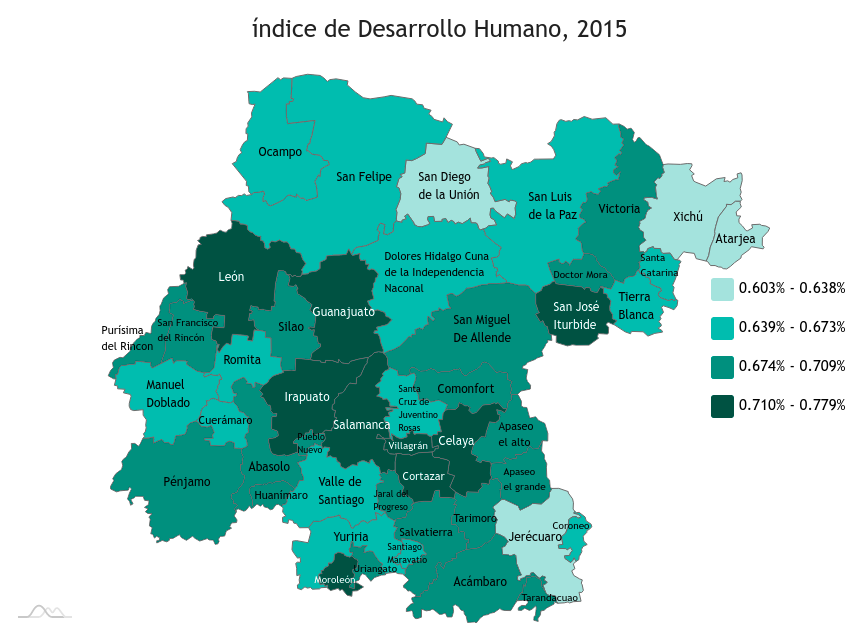 índice de Desarrollo Humano, 2015
Ocampo
San Felipe
San Diego
de la Unión
San Luis
de la Paz
Victoria
Xichú
Atarjea
Dolores Hidalgo Cuna
de la Independencia
Naconal
Santa
Catarina
Doctor Mora
León
Guanajuato
San José
Iturbide
Tierra
Blanca
0.603% - 0.638%
0.639% - 0.673%
0.674% - 0.709%
0.710% - 0.779%
Purísima
del Rincon
San Francisco
del Rincón
Silao
San Miguel
De Allende
Romita
Manuel
Doblado
Irapuato
Santa
Cruz de
Juventino
Rosas
Comonfort
Cuerámaro
Salamanca
Pueblo
Nuevo
Villagrán
Celaya
Apaseo
el alto
Abasolo
Pénjamo
Huanímaro
Valle de
Santiago
Cortazar
Apaseo
el grande
Jaral del
Progreso
Salvatierra
Tarimoro
Jerécuaro
Coroneo
Yuriria
Santiago
Maravatío
Uriangato
Moroleón
Acámbaro
Tarandacuao